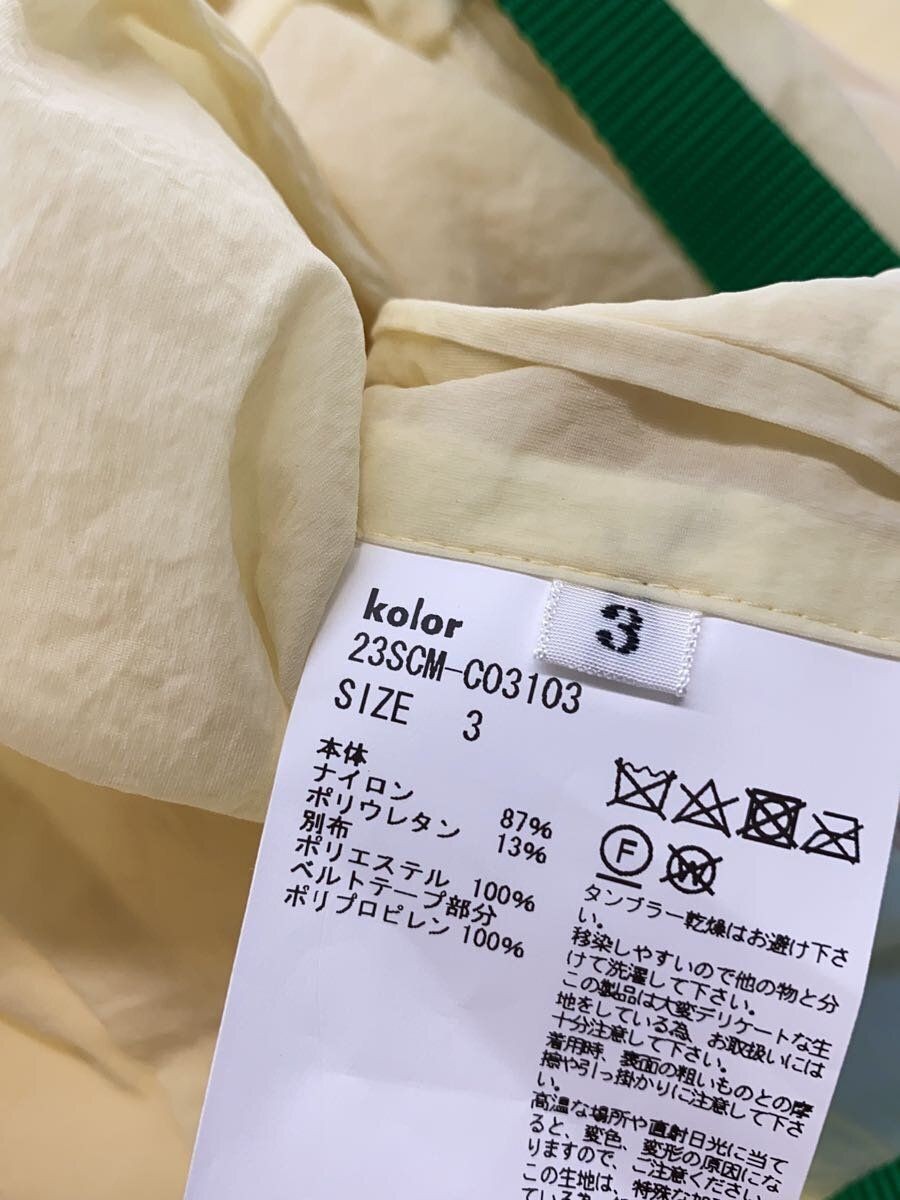 kolor
3
23SCM-C03103
SIZE 3
本体
ナイロン 87%
ポリウレタン 13%
別布
ポリエステル 100%
ベルトテープ部分
ポリプロピレン 100%
F
W
タンブラー乾燥はお避け下さ
い。
移染しやすいので他の物と分
けて洗濯して下さい。
この製品は大変デリケートな生
地をしている為、お取扱いには
十分注意して下さい。
着用時、裏面の粗いものとの摩
擦や引っ掛かりに注意して下さ
い。
高温な場所や直射日光に当て
ると、変色、変形の原因にな
りますので、ご注意ください。
この生地は、特殊な加